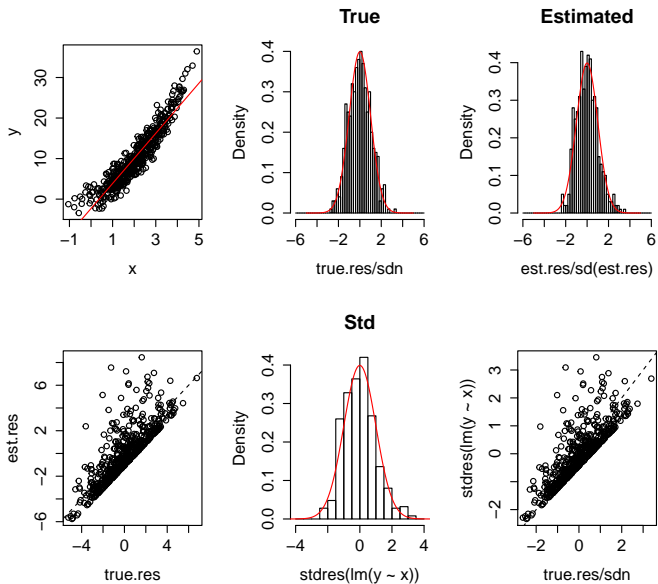 True
Estimated
y
0 10 20 30
−1 1 2 3 4 5
x
Density
0.0 0.1 0.2 0.3 0.4
−6 −2 2 6
true.res/sdn
Density
0.0 0.1 0.2 0.4
−6 −2 2 6
est.res/sd(est.res)
Std
est.res
−6 −2 2 6
−4 0 4
true.res
Density
0.0 0.1 0.2 0.3 0.4
−4 −2 0 2 4
stdres(lm(y ~ x))
stdres(lm(y ~ x))
−2 0 1 2 3
−2 0 1 2 3
true.res/sdn